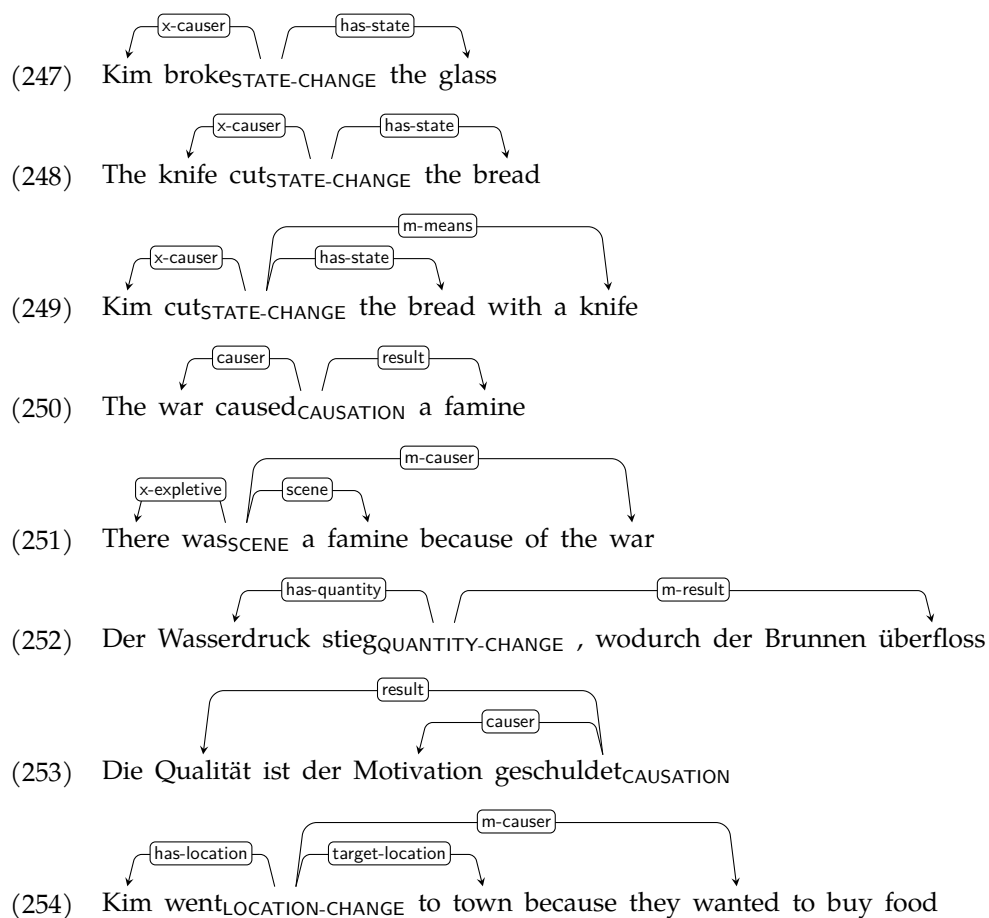 x-causer has-state
(247) Kim broke STATE-CHANGE the glass
x-causer has-state
(248) The knife cut STATE-CHANGE the bread
m-means
x-causer has-state
(249) Kim cut STATE-CHANGE the bread with a knife
causer result
(250) The war caused CAUSATION a famine
m-causer
x-expletive scene
(251) There was SCENE a famine because of the war
has-quantity m-result
(252) Der Wasserdruck stieg QUANTITY-CHANGE , wodurch der Brunnen überfloss
result
causer
(253) Die Qualität ist der Motivation geschuldet CAUSATION
m-causer
has-location target-location
(254) Kim went LOCATION-CHANGE to town because they wanted to buy food